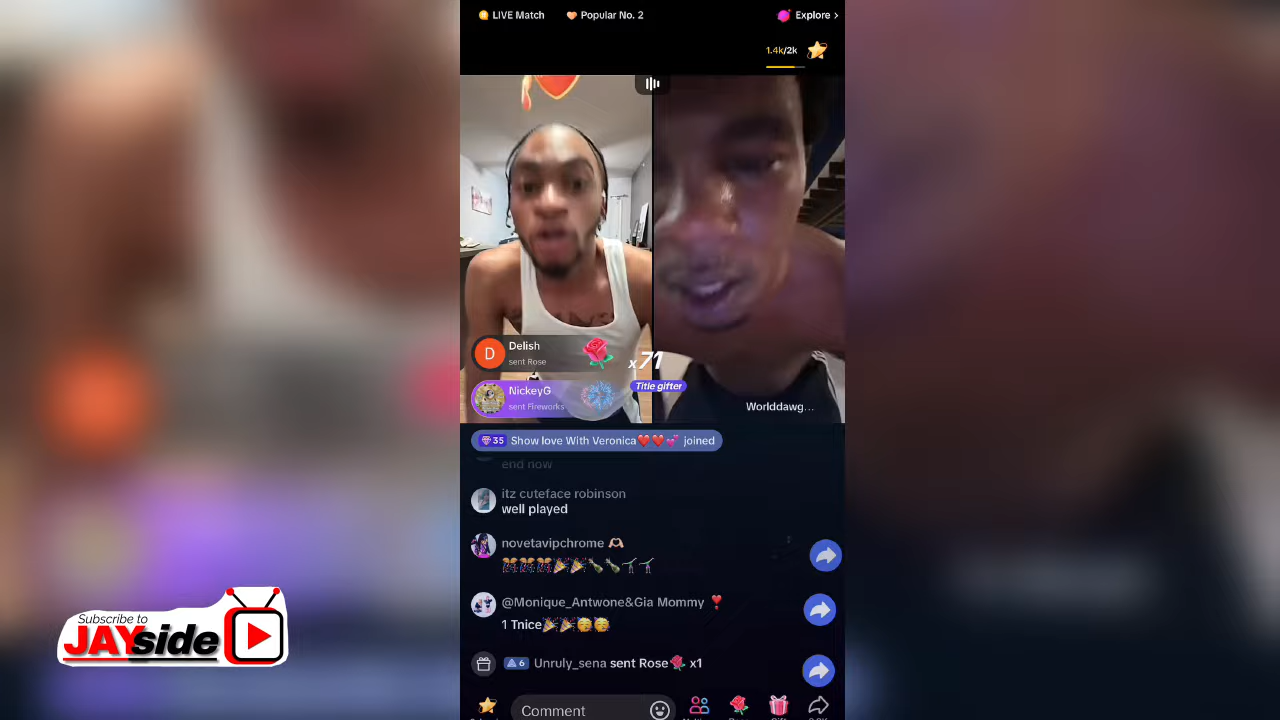 LIVE Match
Popular No. 2
Explore >
1.4k/2k
D
Delish
sent Rose
x71
NickeyG
sent Fireworks
Title gifter
Worlddawg...
35 Show love With Veronica❤️❤️💕 joined
end now
itz cuteface robinson
well played
novetavipchrome 🫶🏼
@Monique_Antwone&Gia Mommy ❣️
1 Tnice🎉🎉🥳🥳
6 Unruly_sena sent Rose🌹 x1
Comment
Subscribe to
JAYside